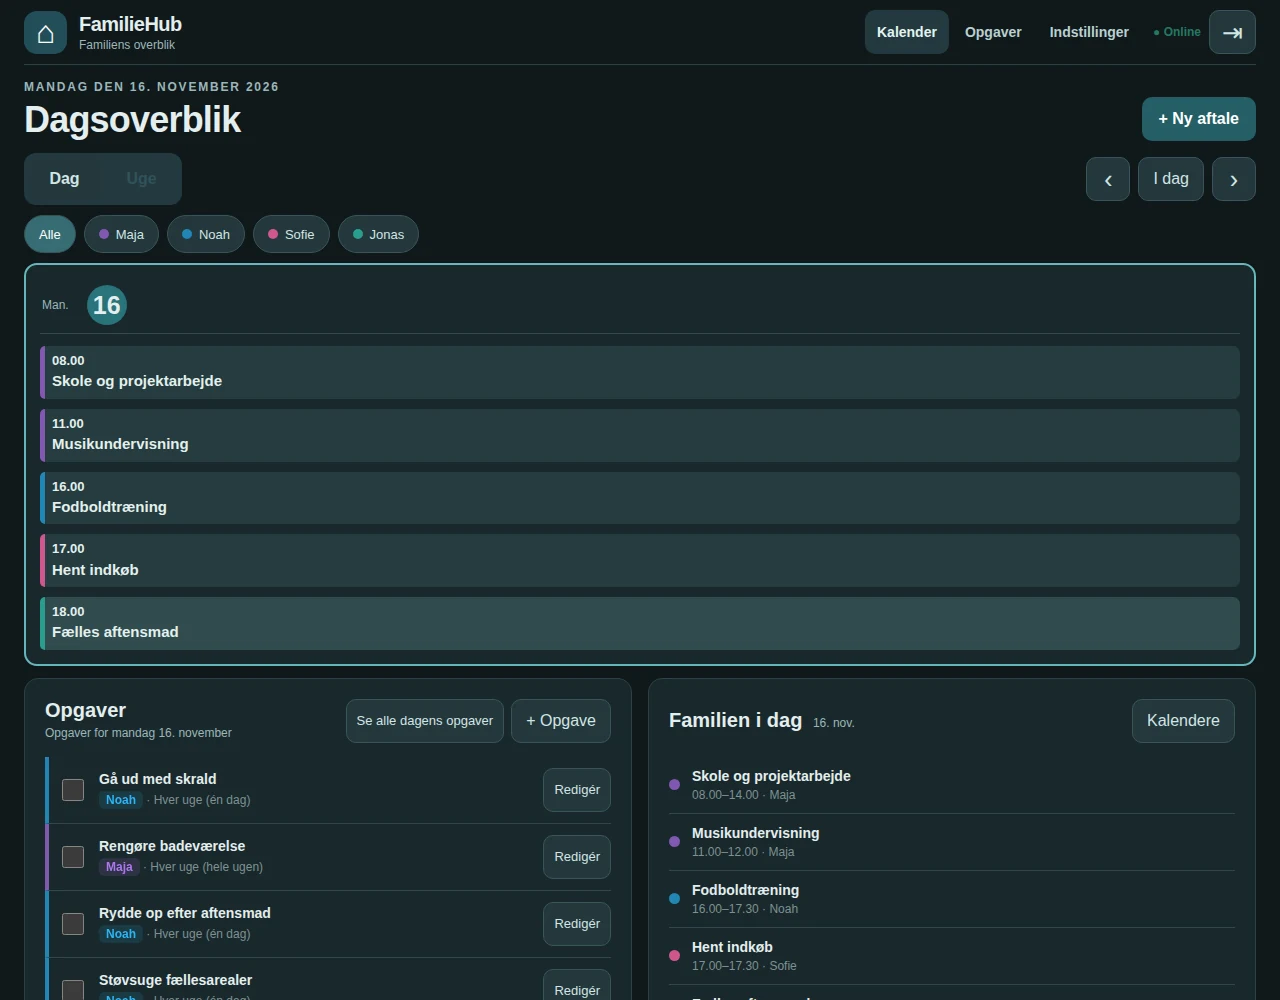 FamilieHub
Familiens overblik
Kalender
Opgaver
Indstillinger
Online
MANDAG DEN 16. NOVEMBER 2026
Dagsoverblik
+ Ny aftale
Dag
Uge
‹
I dag
›
Alle
Maja
Noah
Sofie
Jonas
Man.
16
08.00
Skole og projektarbejde
11.00
Musikundervisning
16.00
Fodboldtræning
17.00
Hent indkøb
18.00
Fælles aftensmad
Opgaver
Opgaver for mandag 16. november
Se alle dagens opgaver
+ Opgave
Gå ud med skrald
Noah · Hver uge (én dag)
Redigér
Rengøre badeværelse
Maja · Hver uge (hele ugen)
Redigér
Rydde op efter aftensmad
Noah · Hver uge (én dag)
Redigér
Støvsuge fællesarealer
Noah · Hver uge (én dag)
Redigér
Familien i dag 16. nov.
Kalendere
Skole og projektarbejde
08.00–14.00 · Maja
Musikundervisning
11.00–12.00 · Maja
Fodboldtræning
16.00–17.30 · Noah
Hent indkøb
17.00–17.30 · Sofie